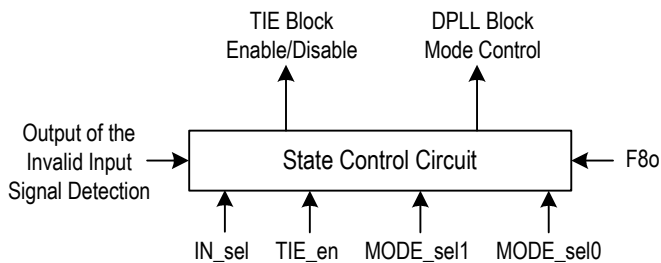 TIE Block
Enable/Disable
DPLL Block
Mode Control
Output of the
Invalid Input
Signal Detection
State Control Circuit
F8o
IN_sel
TIE_en
MODE_sel1
MODE_sel0